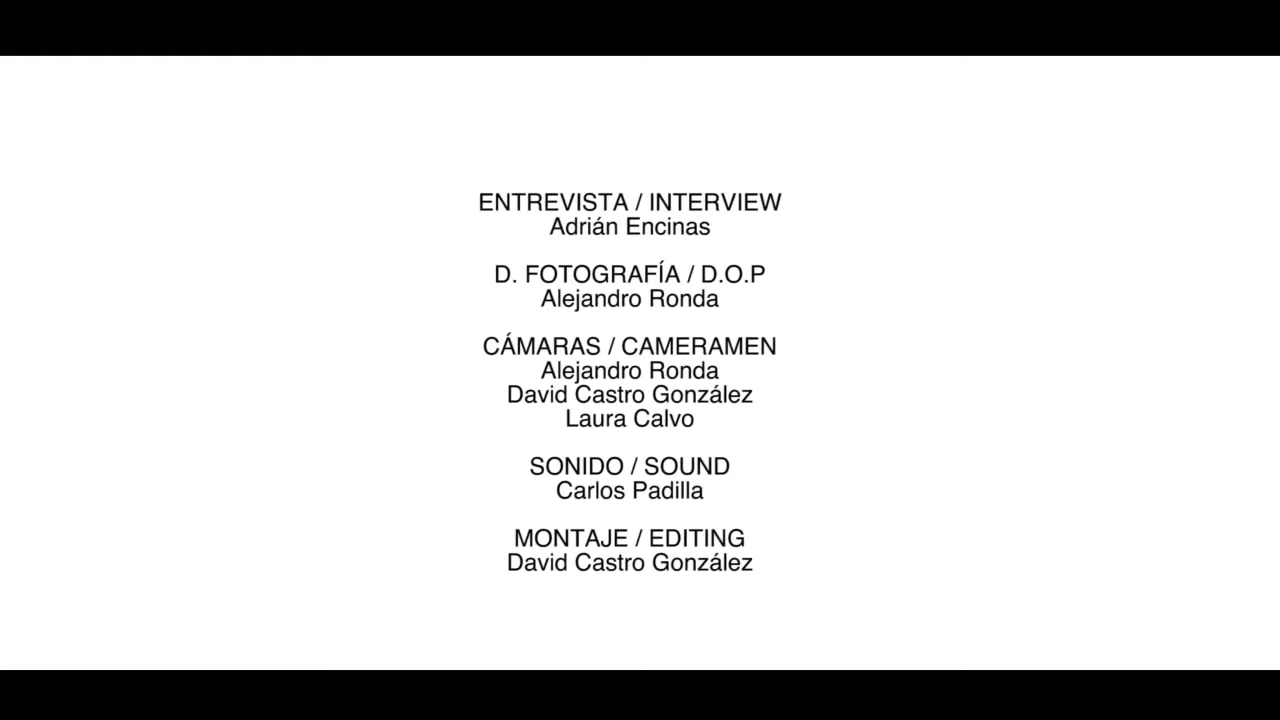 ENTREVISTA / INTERVIEW
Adrián Encinas
D. FOTOGRAFÍA / D.O.P
Alejandro Ronda
CÁMARAS / CAMERAMEN
Alejandro Ronda
David Castro González
Laura Calvo
SONIDO / SOUND
Carlos Padilla
MONTAJE / EDITING
David Castro González